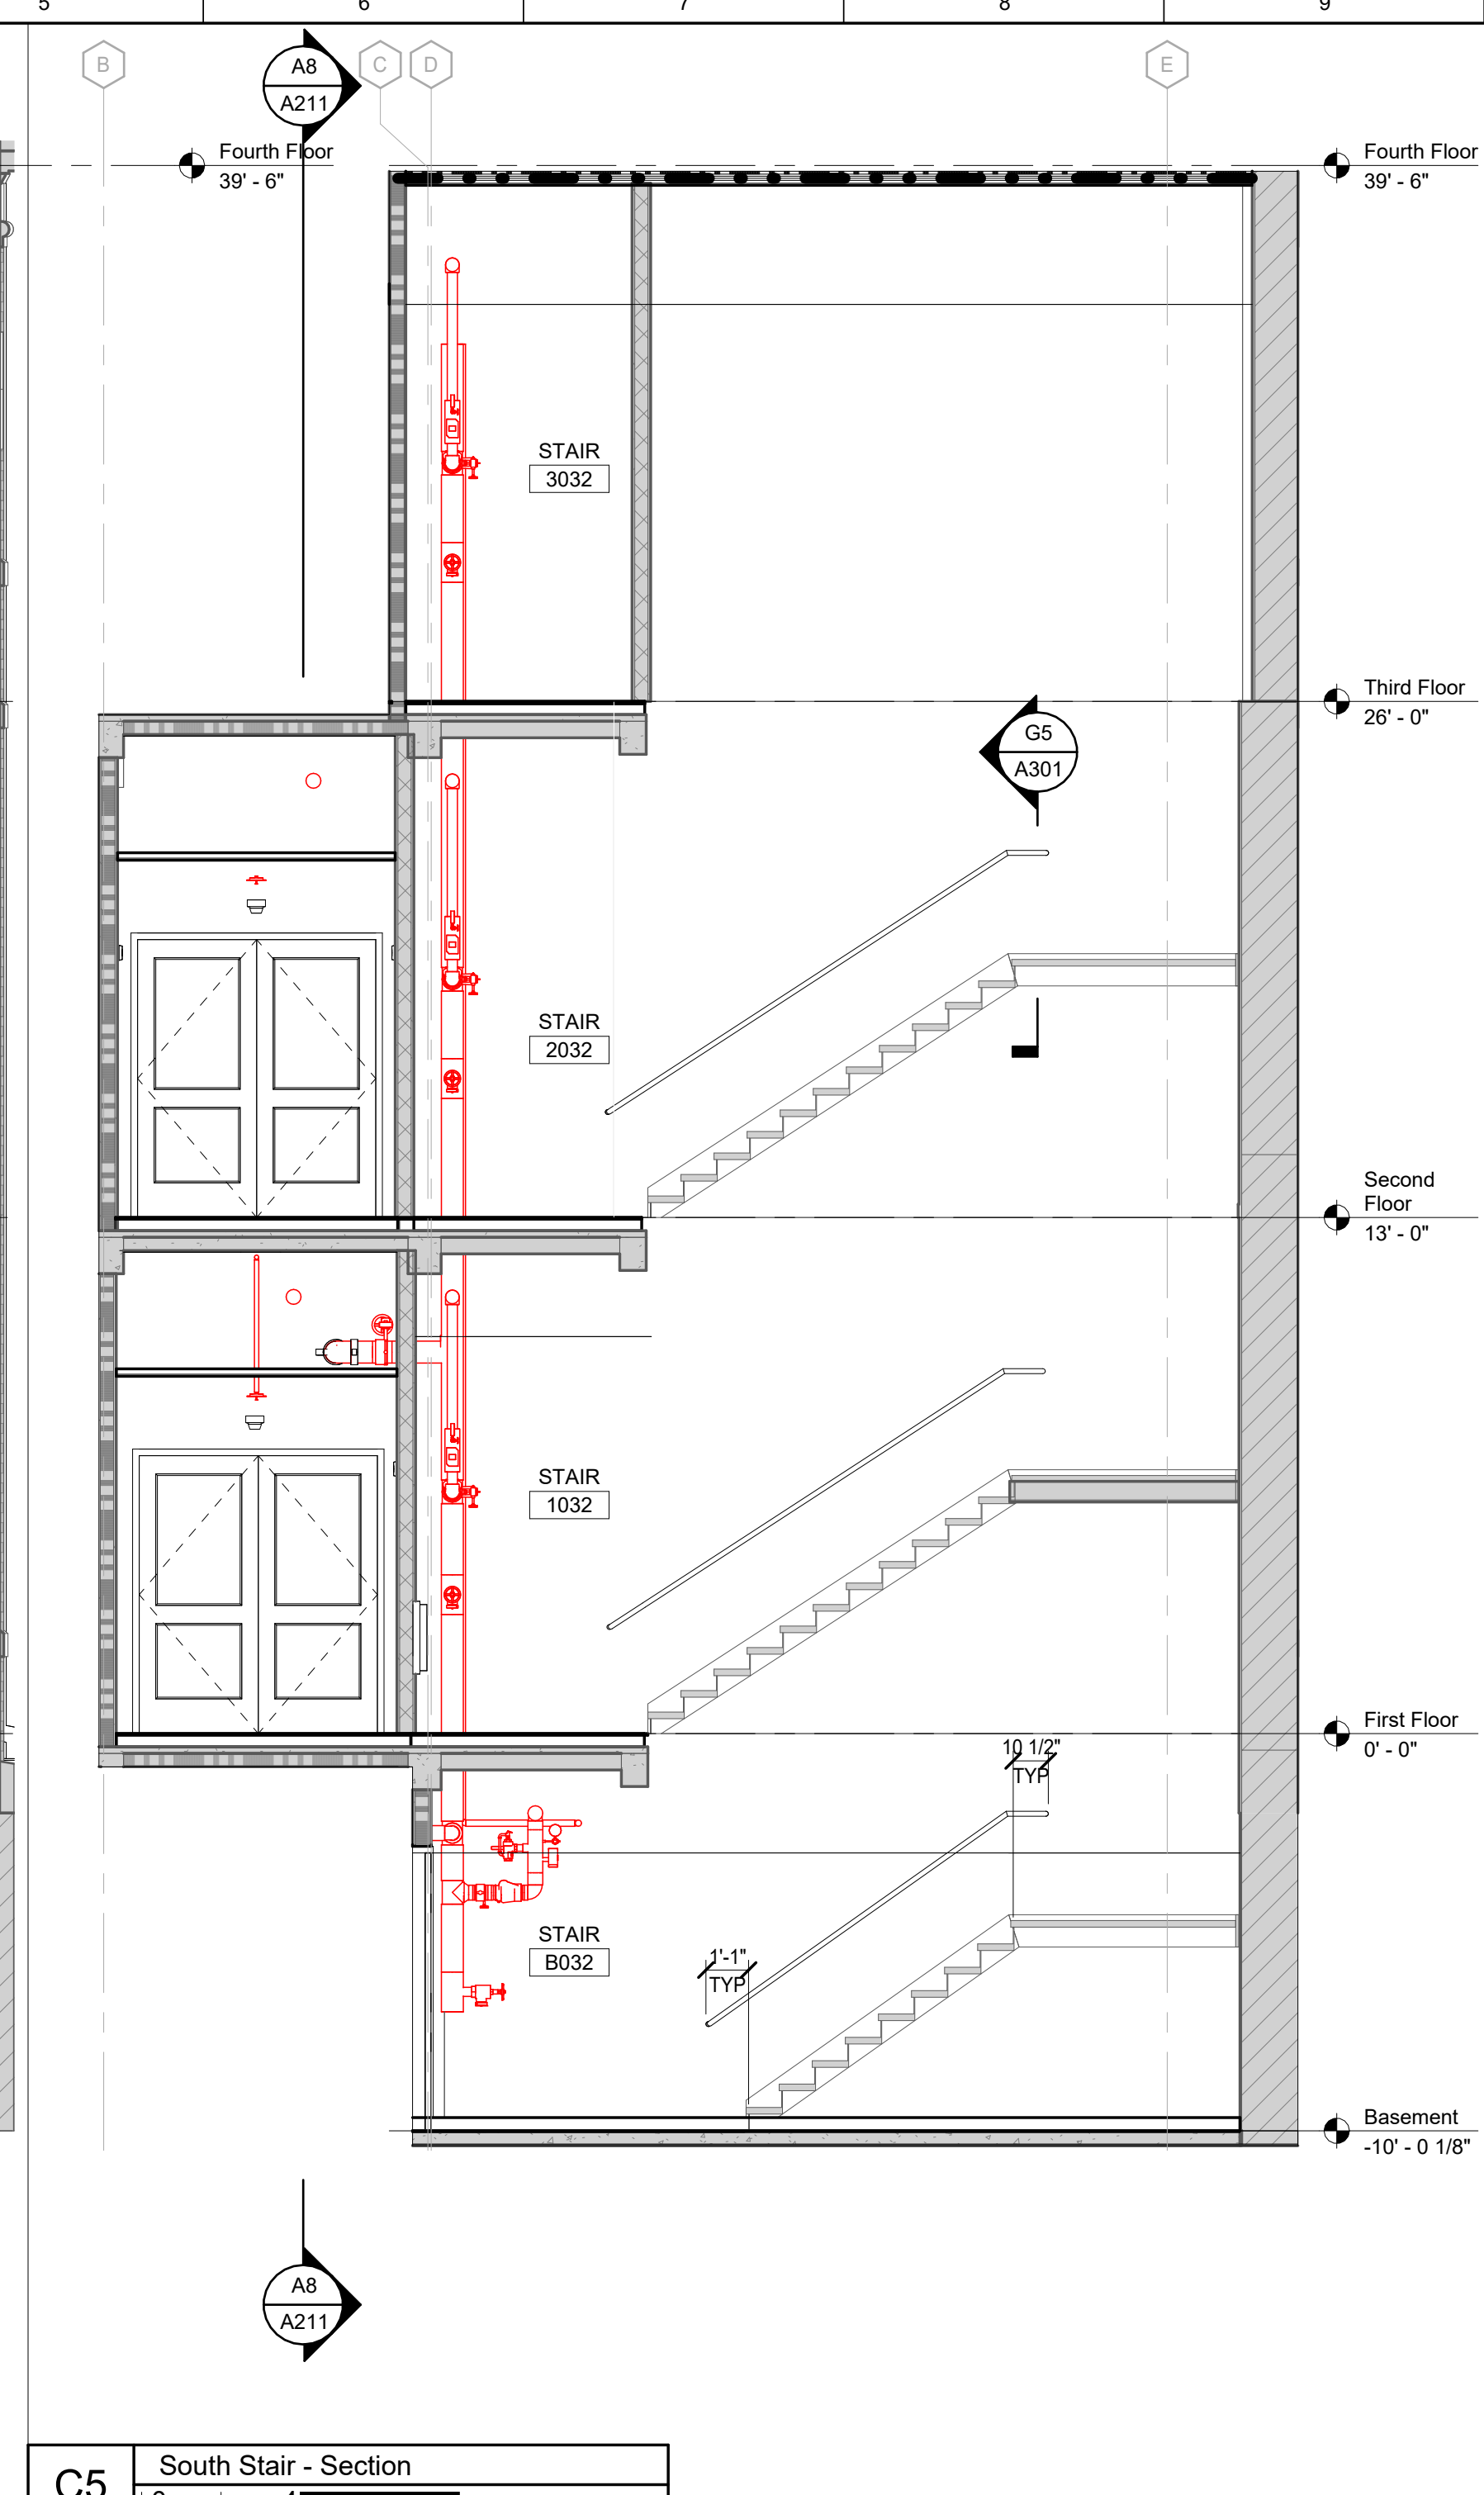 5
6
7
8
9
B
A8
A211
C
D
E
Fourth Floor
39' - 6"
Fourth Floor
39' - 6"
STAIR
3032
Third Floor
26' - 0"
G5
A301
STAIR
2032
Second
Floor
13' - 0"
STAIR
1032
First Floor
0' - 0"
10 1/2"
TYP
STAIR
B032
1'-1"
TYP
Basement
-10' - 0 1/8"
A8
A211
South Stair - Section
C5